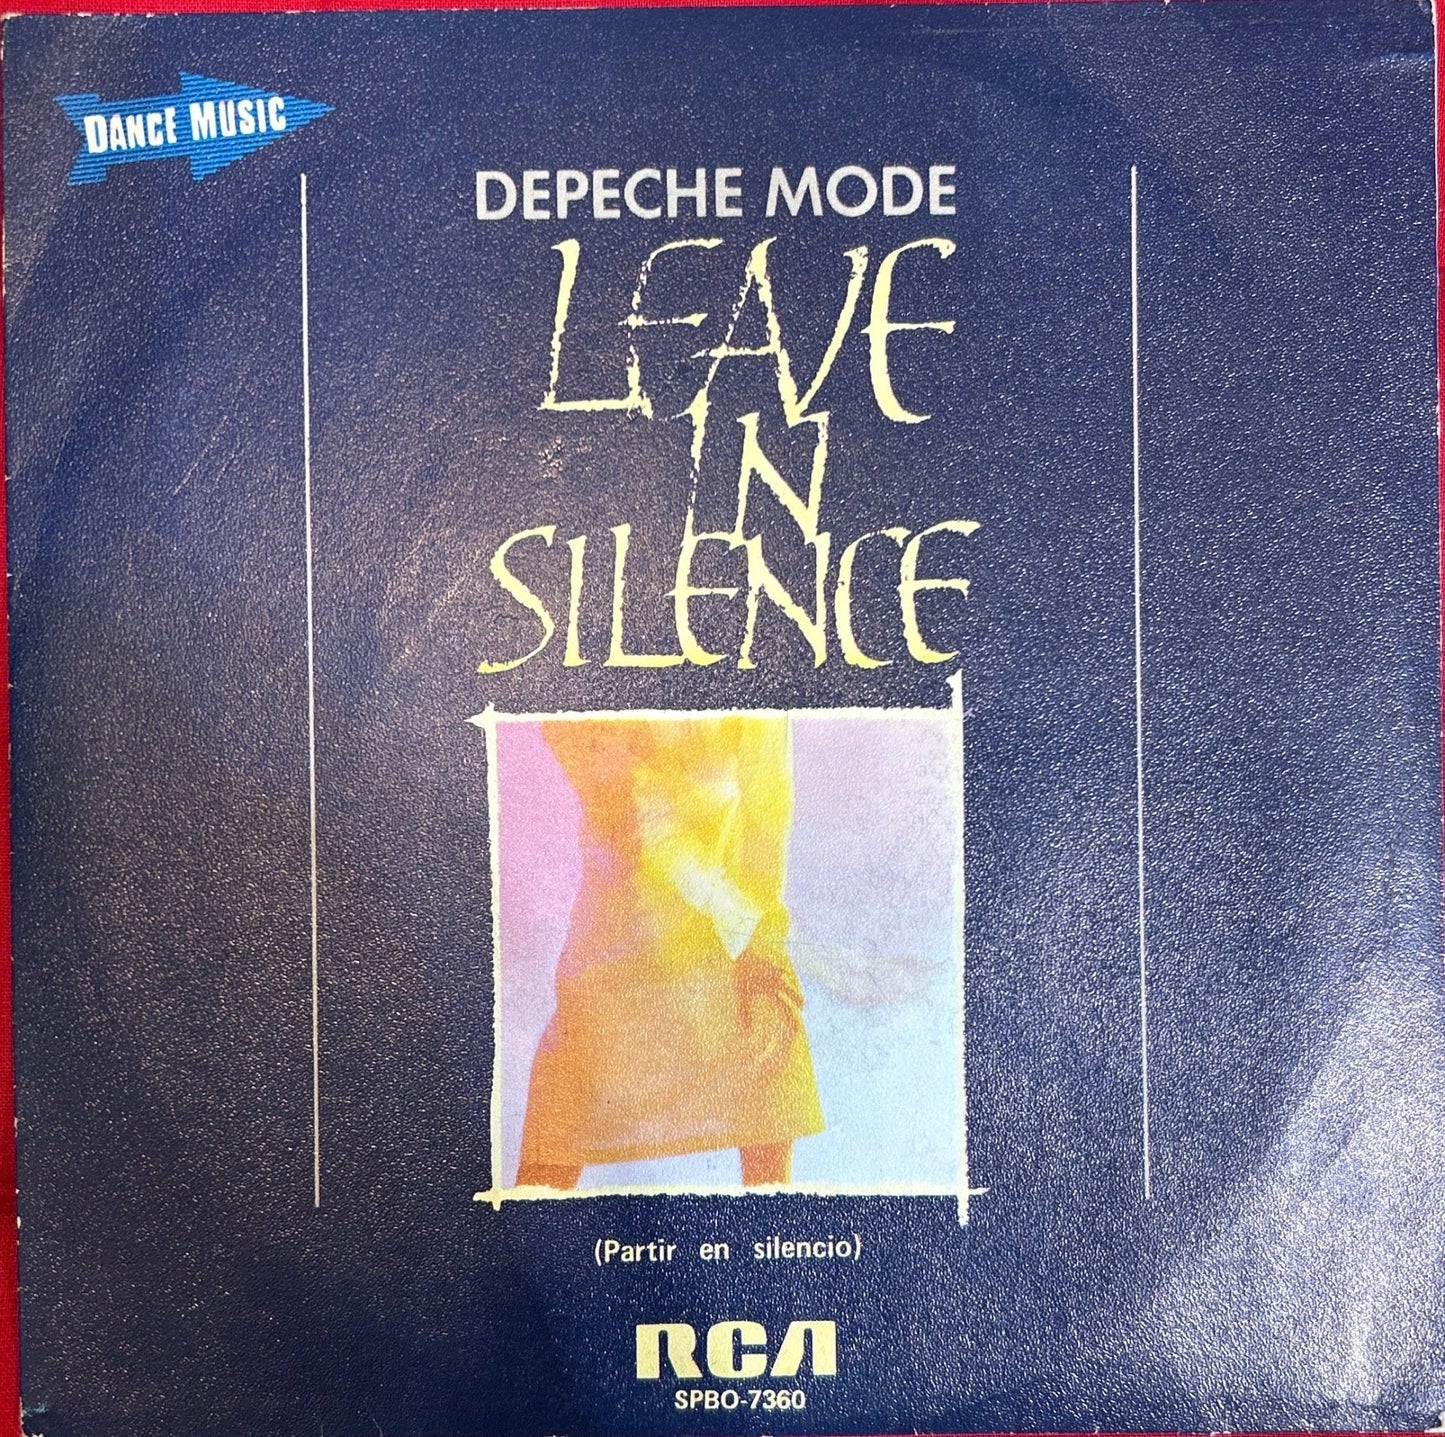 DANCE MUSIC
DEPECHE MODE
LEAVE
IN
SILENCE
(Partir en silencio)
RCA
SPBO-7360